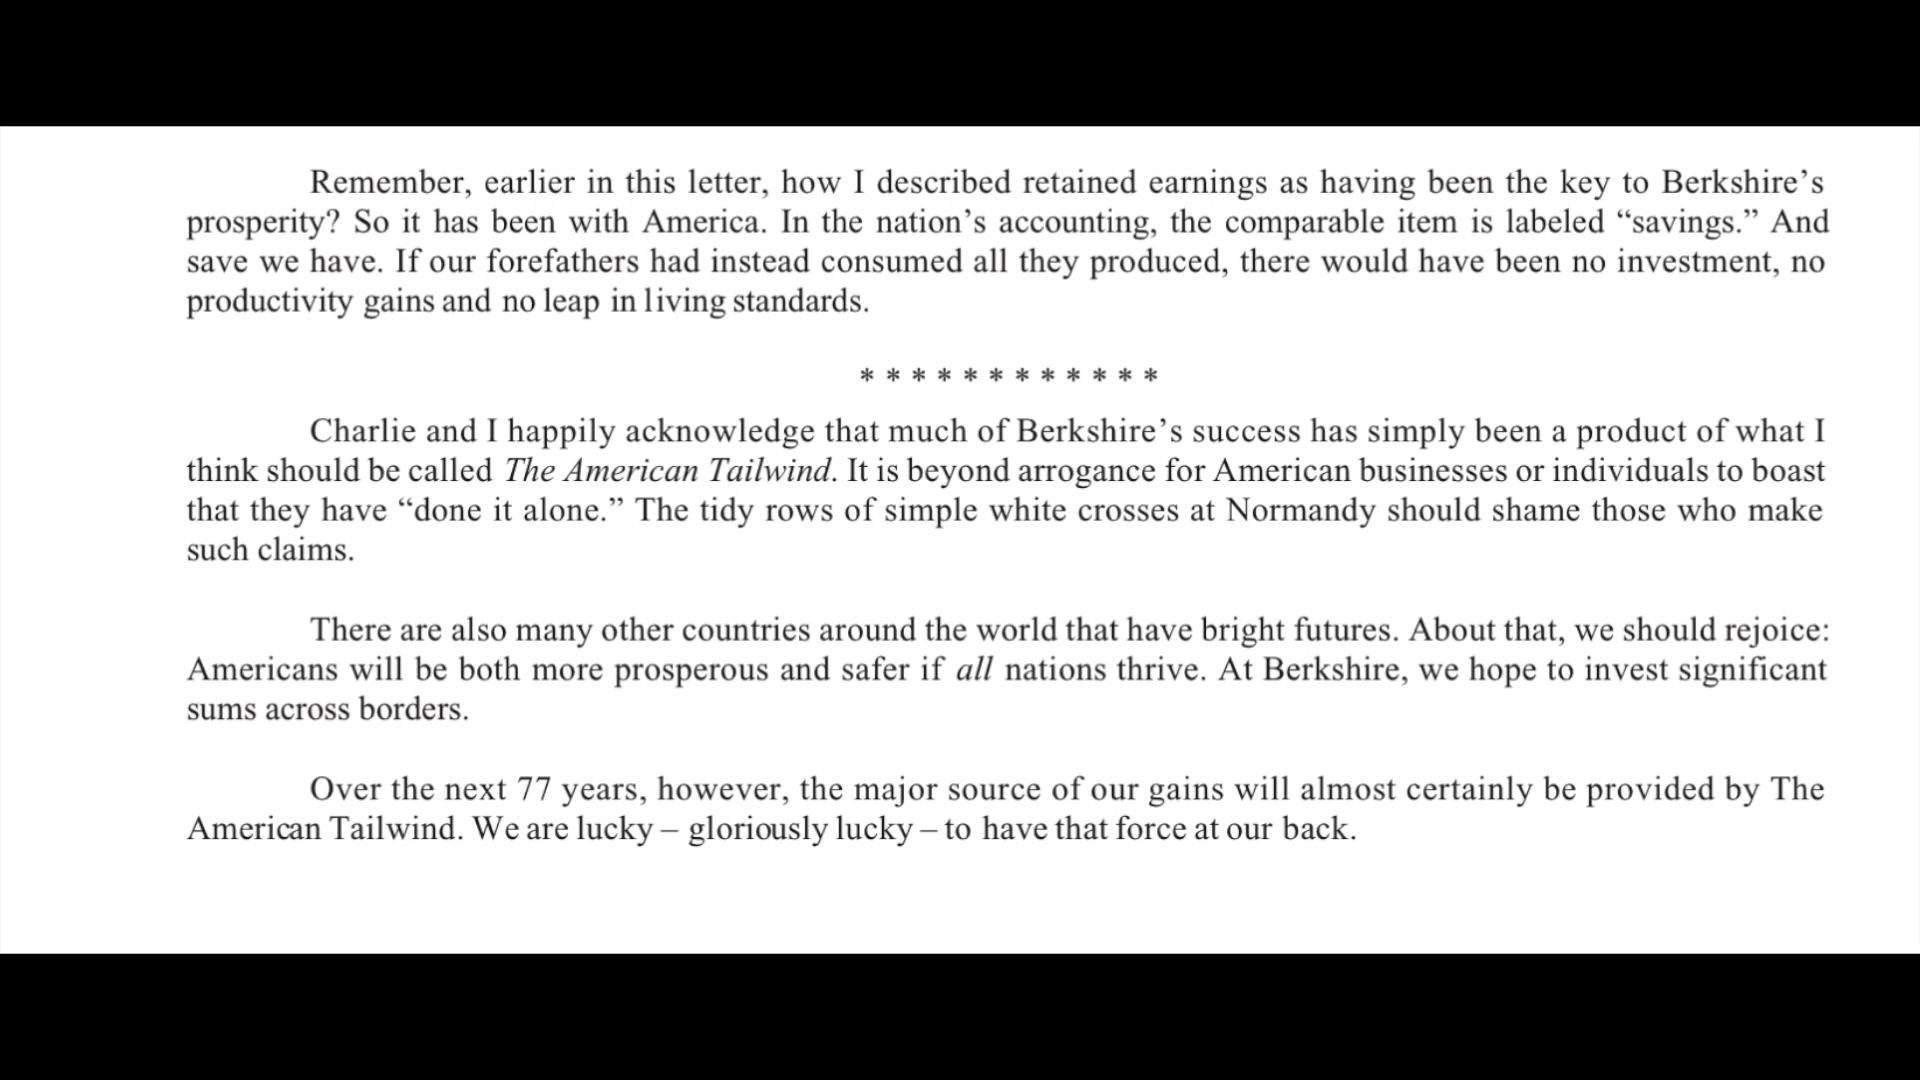 Remember, earlier in this letter, how I described retained earnings as having been the key to Berkshire’s
prosperity? So it has been with America. In the nation’s accounting, the comparable item is labeled “savings.” And
save we have. If our forefathers had instead consumed all they produced, there would have been no investment, no
productivity gains and no leap in living standards.
* * * * * * * * * * * *
Charlie and I happily acknowledge that much of Berkshire’s success has simply been a product of what I
think should be called The American Tailwind. It is beyond arrogance for American businesses or individuals to boast
that they have “done it alone.” The tidy rows of simple white crosses at Normandy should shame those who make
such claims.
There are also many other countries around the world that have bright futures. About that, we should rejoice:
Americans will be both more prosperous and safer if all nations thrive. At Berkshire, we hope to invest significant
sums across borders.
Over the next 77 years, however, the major source of our gains will almost certainly be provided by The
American Tailwind. We are lucky – gloriously lucky – to have that force at our back.